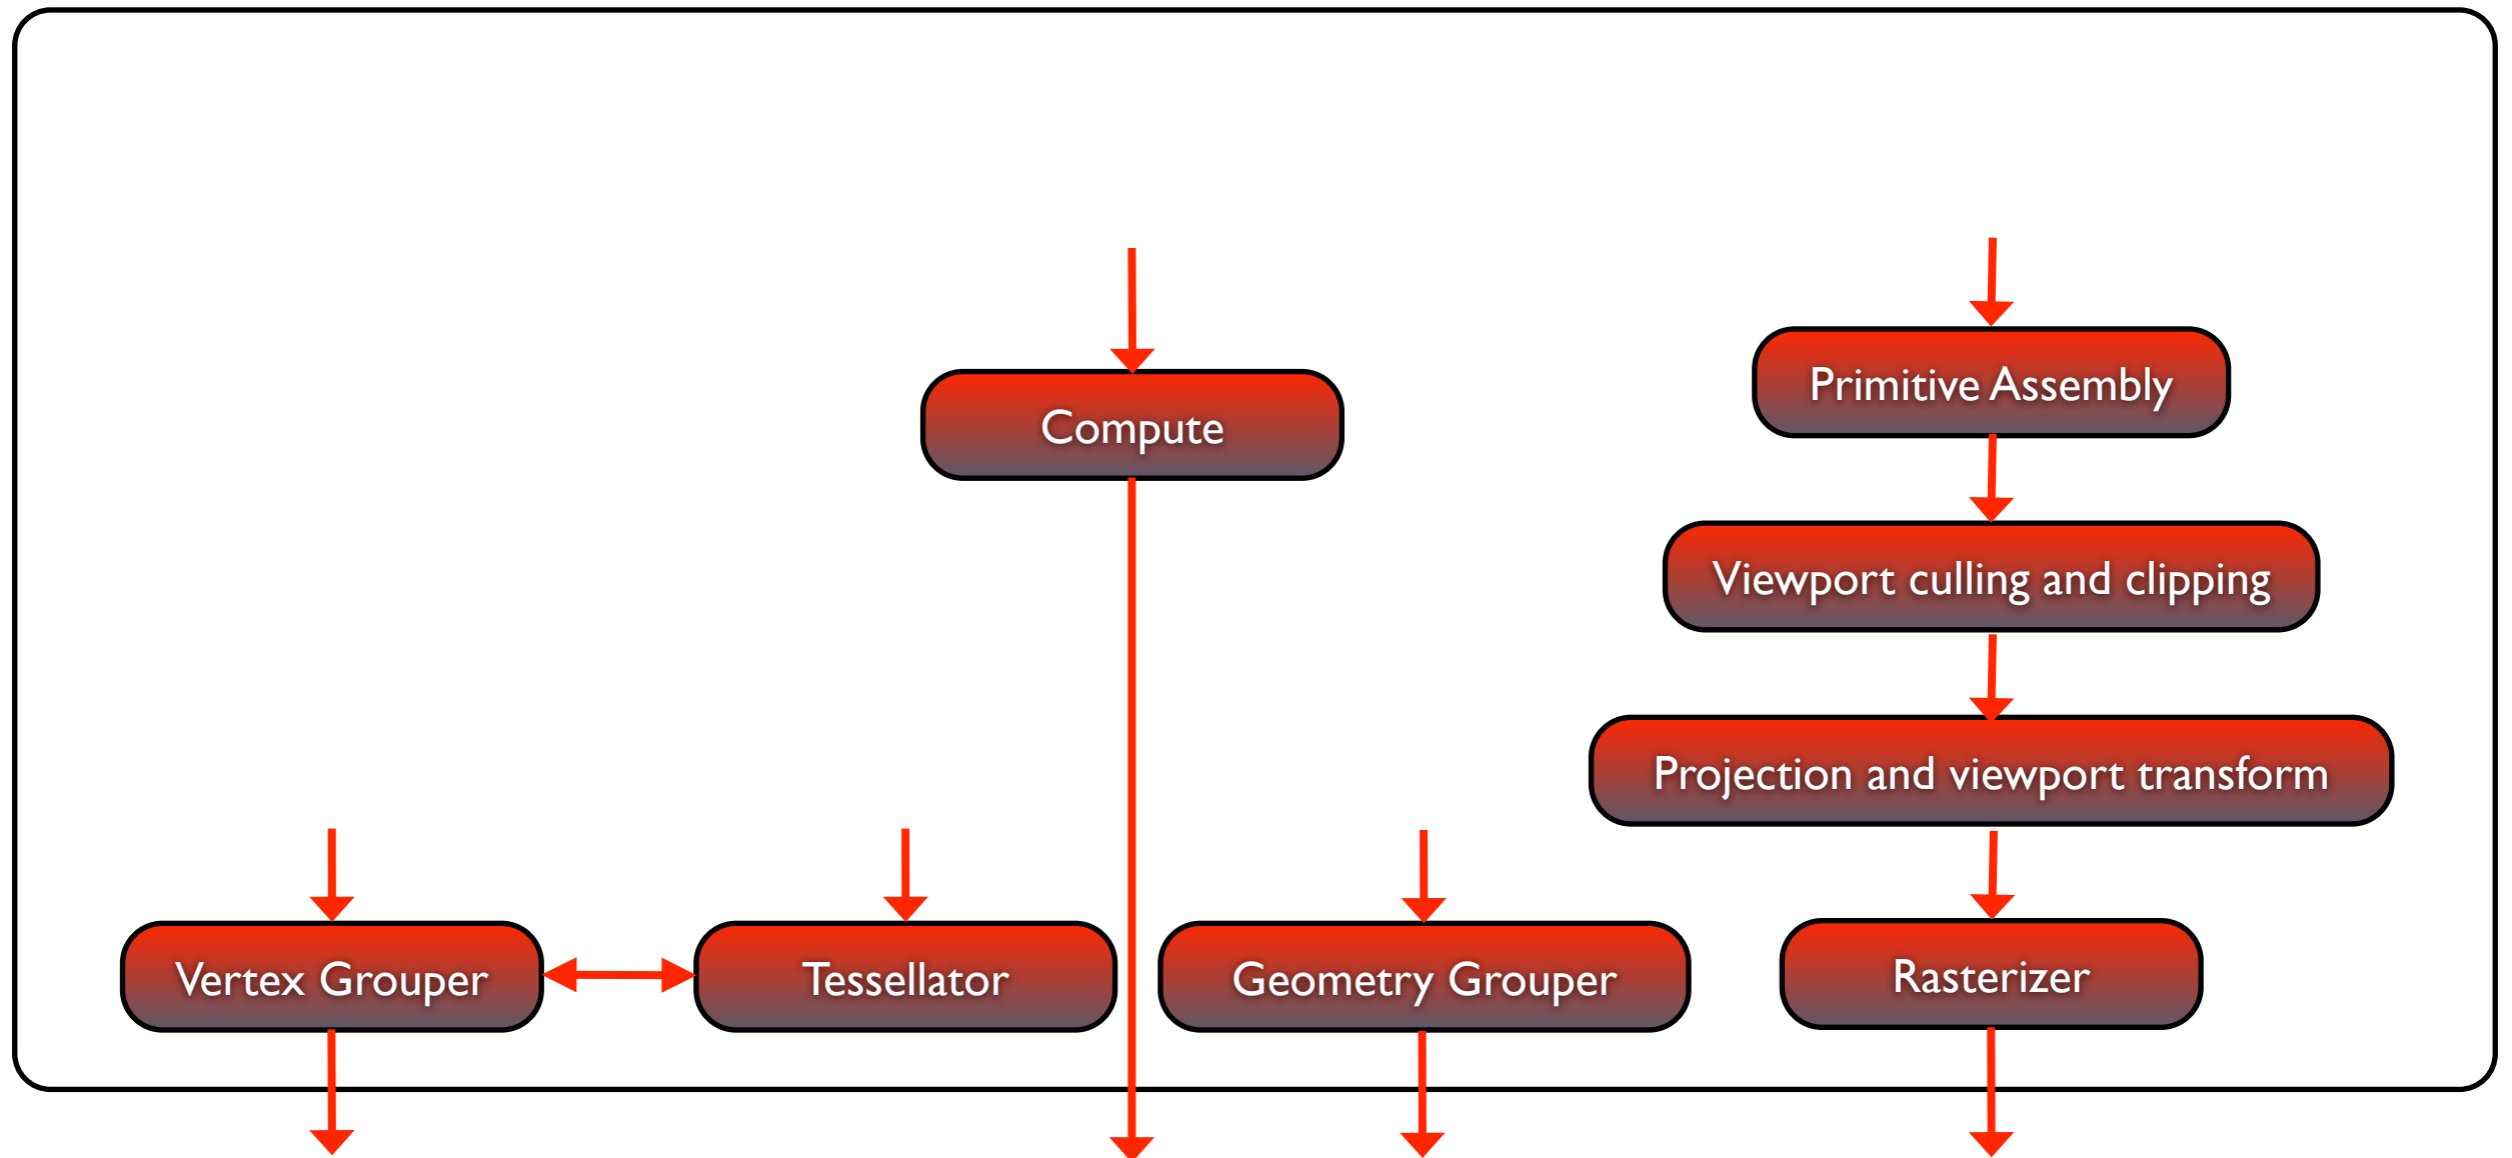 Compute
Primitive Assembly
Viewport culling and clipping
Projection and viewport transform
Vertex Grouper
Tessellator
Geometry Grouper
Rasterizer